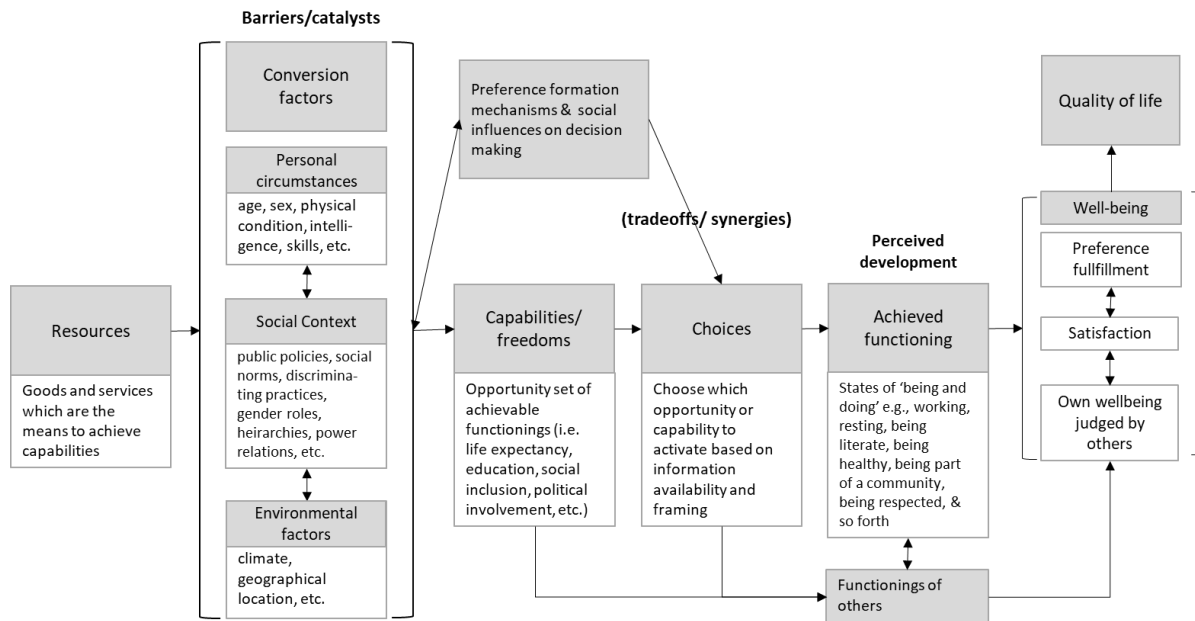 Barriers/catalysts
Conversion
factors
Personal
circumstances
age, sex, physical
condition, intelli-
gence, skills, etc.
Social Context
public policies, social
norms, discrimina-
ting practices,
gender roles,
heirarchies, power
relations, etc.
Environmental
factors
climate,
geographical
location, etc.
Resources
Goods and services
which are the
means to achieve
capabilities
Preference formation
mechanisms & social
influences on decision
making
(tradeoffs/ synergies)
Capabilities/
freedoms
Opportunity set of
achievable
functionings (i.e.
life expectancy,
education, social
inclusion, political
involvement, etc.)
Choices
Choose which
opportunity or
capability to
activate based on
information
availability and
framing
Perceived
development
Achieved
functioning
States of ‘being and
doing’ e.g., working,
resting, being
literate, being
healthy, being part
of a community,
being respected, &
so forth
Functionings of
others
Quality of life
Well-being
Preference
fullfillment
Satisfaction
Own wellbeing
judged by
others